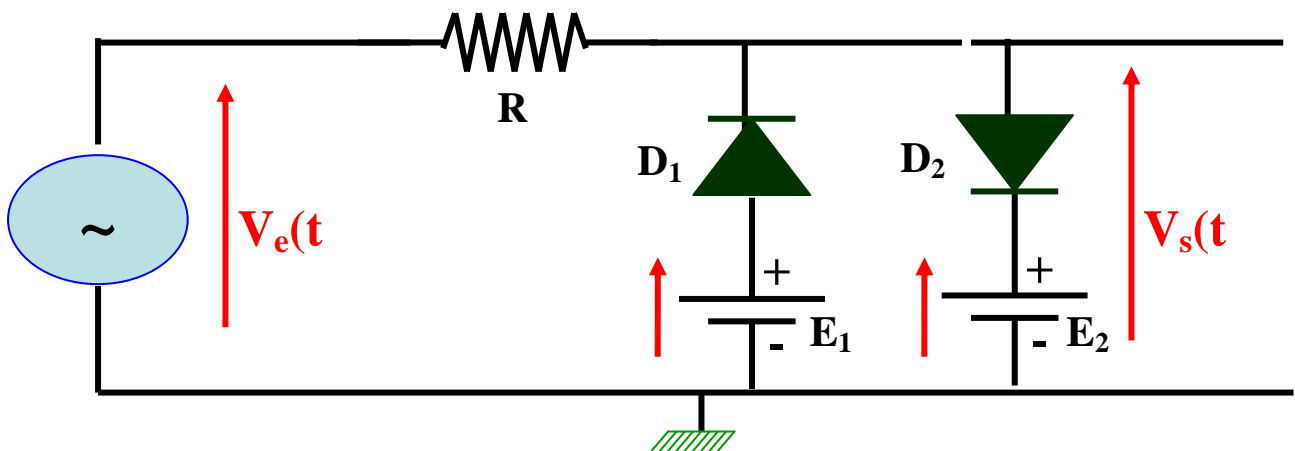 R
D1
D2
~
Ve(t
Vs(t
+
+
E1
E2
-
-